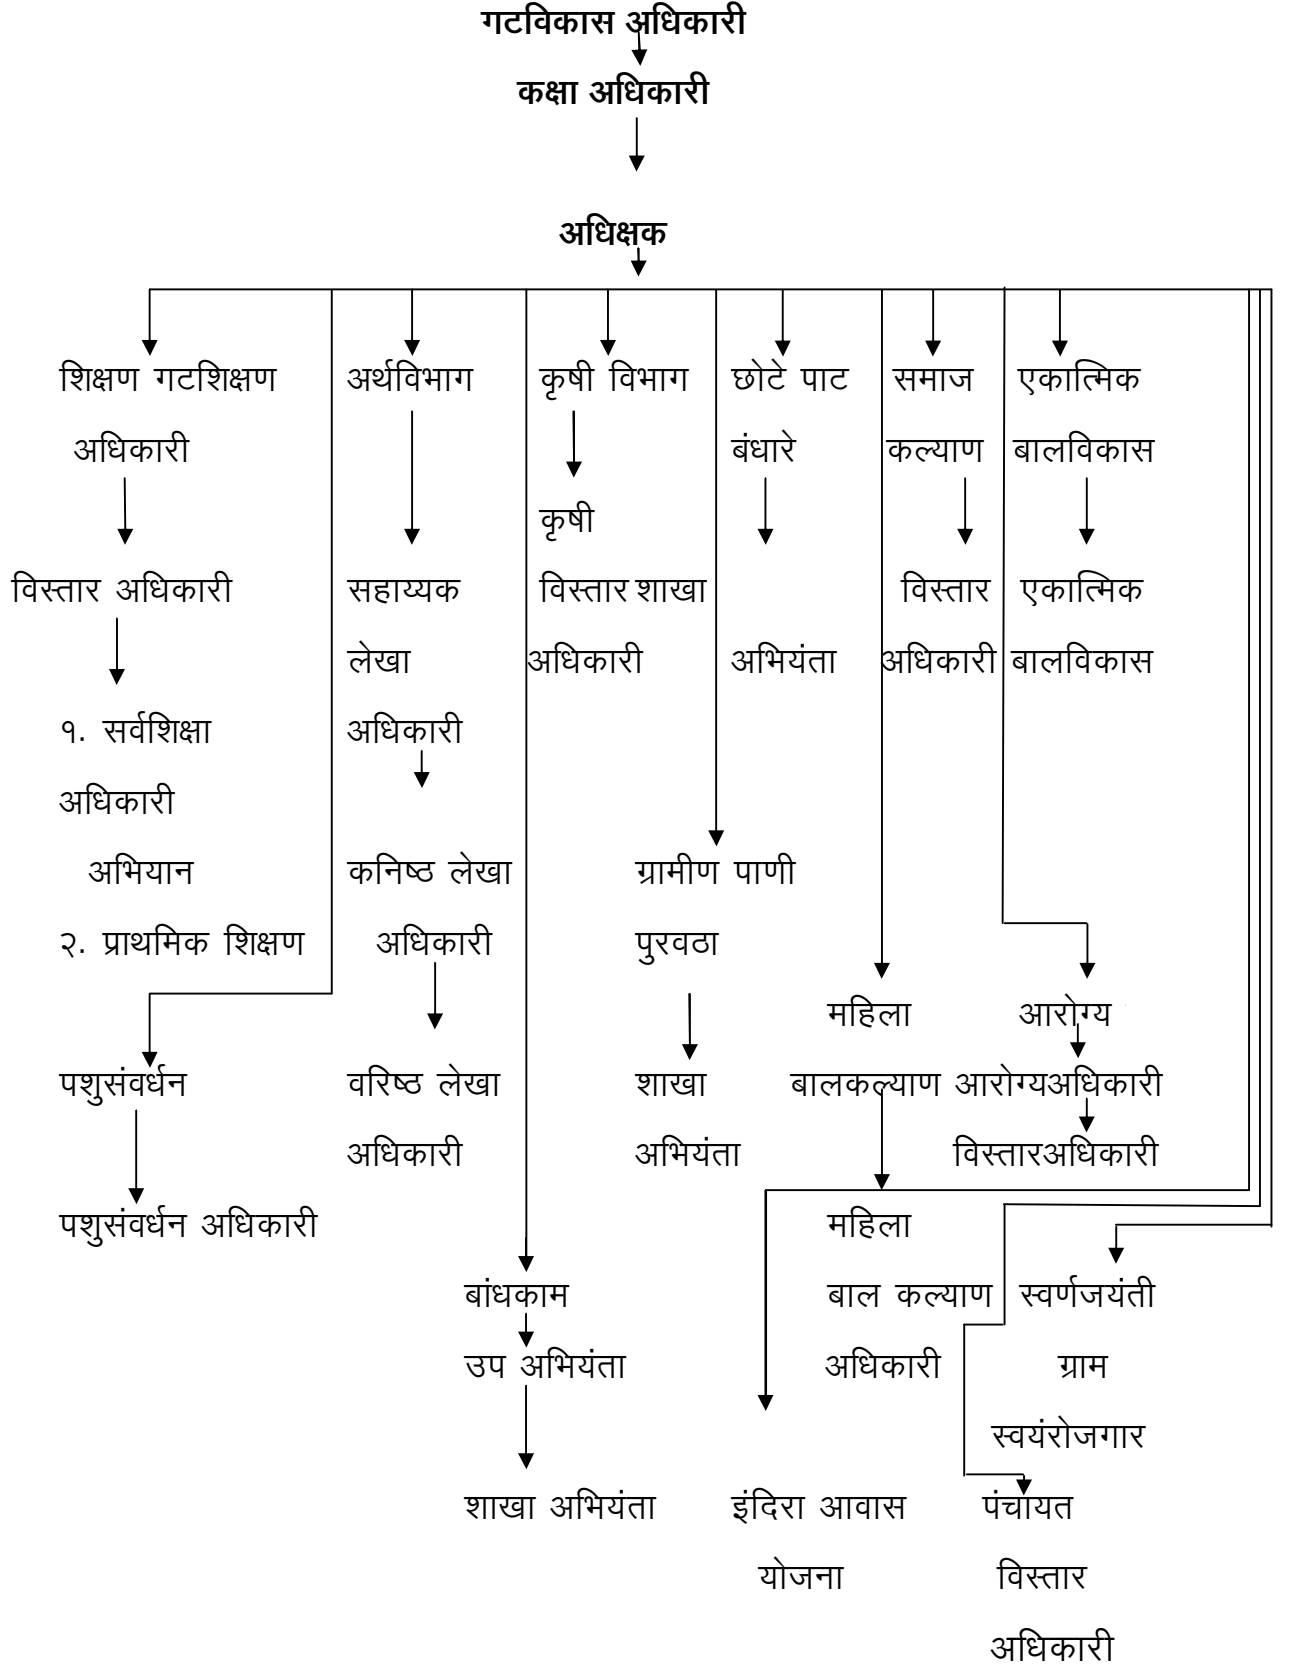 गटविकास अधिकारी
कक्षा अधिकारी
अधिक्षक
शिक्षण गटशिक्षण अर्थविभाग कृषी विभाग छोटे पाट समाज एकात्मिक
अधिकारी बंधारे कल्याण बालविकास
कृषी
विस्तार अधिकारी सहाय्यक विस्तार शाखा विस्तार एकात्मिक
लेखा अधिकारी अभियंता अधिकारी बालविकास
१. सर्वशिक्षा अधिकारी
अधिकारी
अभियान कनिष्ठ लेखा ग्रामीण पाणी
२. प्राथमिक शिक्षण अधिकारी पुरवठा
महिला आरोग्य
पशुसंवर्धन वरिष्ठ लेखा शाखा बालकल्याण आरोग्यअधिकारी
अधिकारी अभियंता विस्तारअधिकारी
पशुसंवर्धन अधिकारी महिला
बांधकाम बाल कल्याण स्वर्णजयंती
उप अभियंता अधिकारी ग्राम
स्वयंरोजगार
शाखा अभियंता इंदिरा आवास पंचायत
योजना विस्तार
अधिकारी